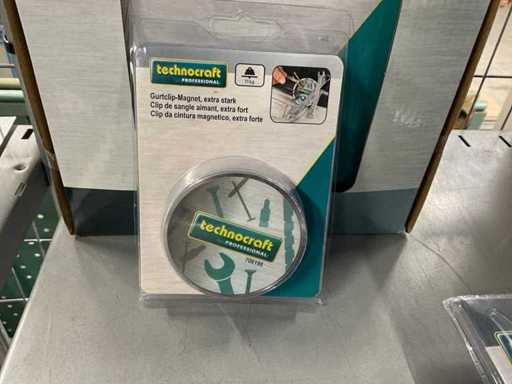 technocraft
PROFESSIONAL
Gurtclip-Magnet, extra stark
Clip de sangle aimant, extra fort
Clip da cintura magnetico, extra forte
technocraft
PROFESSIONAL